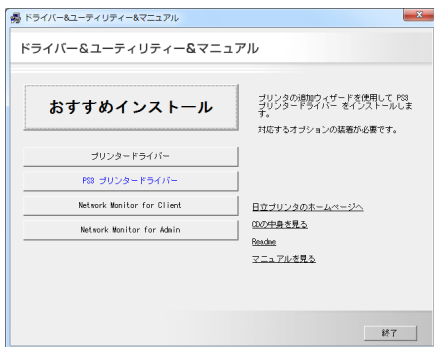 ドライバー&ユーティリティー&マニュアル
ドライバー&ユーティリティー&マニュアル
おすすめインストール
プリンタの追加ウィザードを使用して PS3
プリンタードライバー をインストールしま
す。
対応するオプションの装着が必要です。
プリンタードライバー
PS3 プリンタードライバー
Network Monitor for Client
Network Monitor for Admin
日立プリンタのホームページへ
CDの中身を見る
Readme
マニュアルを見る
終了